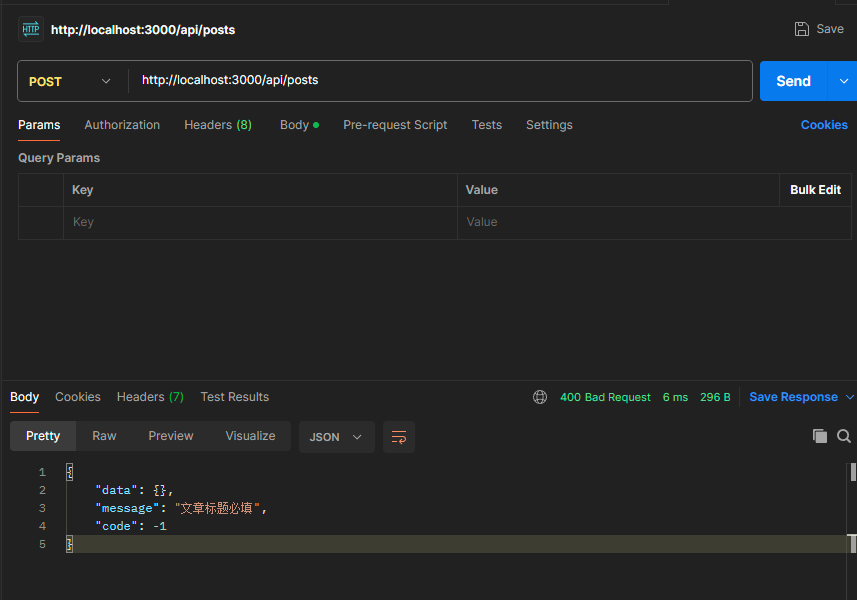 HTTP http://localhost:3000/api/posts Save
POST http://localhost:3000/api/posts Send
Params Authorization Headers (8) Body Pre-request Script Tests Settings Cookies
Query Params
Key Value Bulk Edit
Key Value
Body Cookies Headers (7) Test Results 400 Bad Request 6 ms 296 B Save Response
Pretty Raw Preview Visualize JSON
1 {
2 "data": {},
3 "message": "文章标题必填",
4 "code": -1
5 }